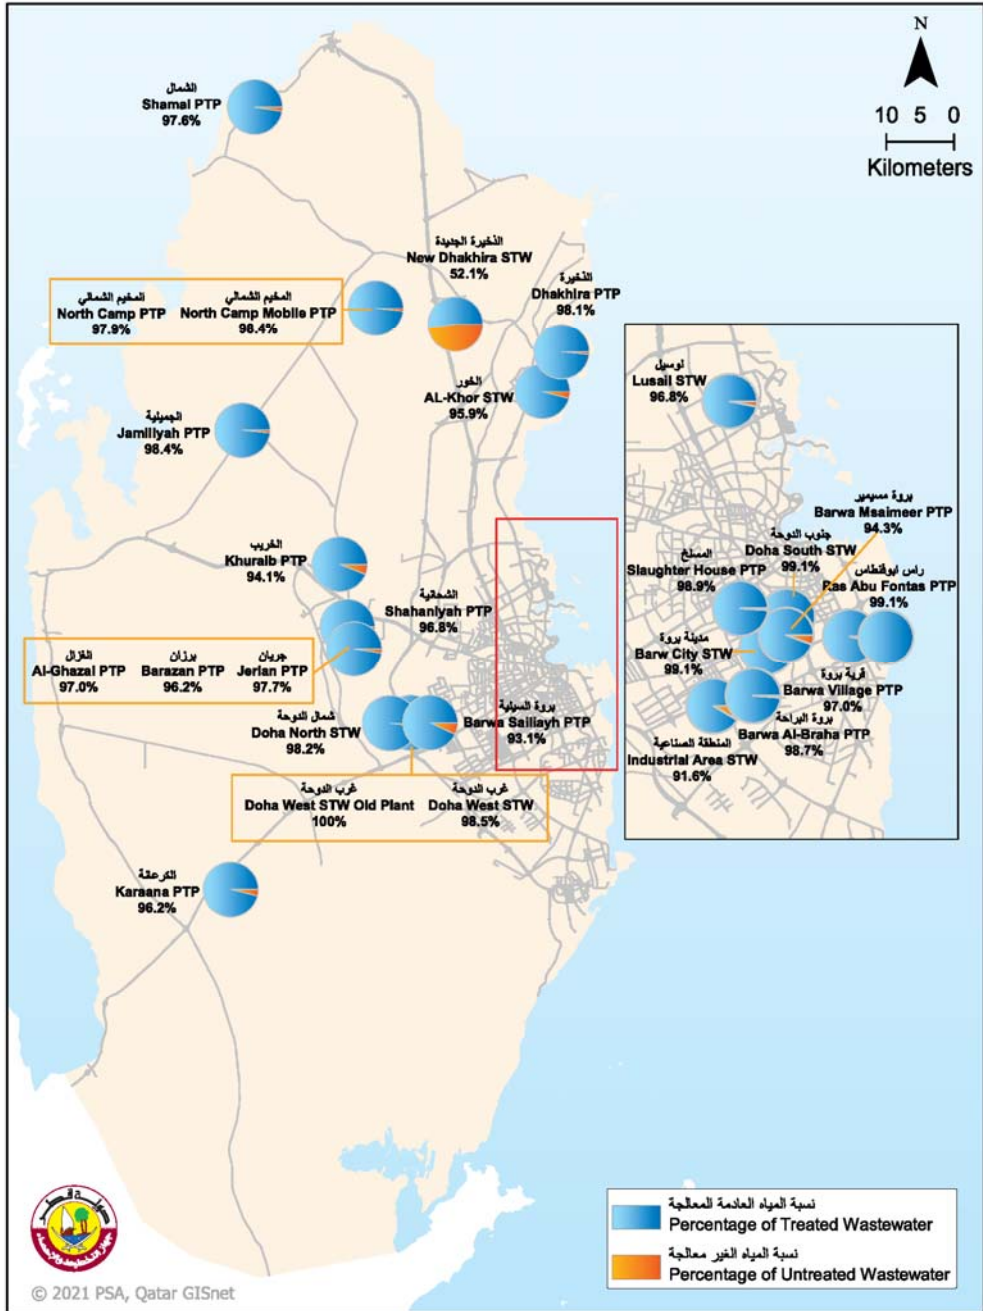 N
10 5 0
Kilometers
الشمال
Shamal PTP
97.6%
الذخيرة الجديدة
New Dhakhira STW
52.1%
الذخيرة
Dhakhira PTP
98.1%
المخيم الشمالي
North Camp PTP
97.9%
المخيم الشمالي
North Camp Mobile PTP
98.4%
الخور
AL-Khor STW
95.9%
الجميلية
Jamiliyah PTP
98.4%
الخريب
Khuraib PTP
94.1%
الشحانية
Shahaniyah PTP
96.8%
الغزال
Al-Ghazal PTP
97.0%
برزان
Barazan PTP
96.2%
جريان
Jerian PTP
97.7%
شمال الدوحة
Doha North STW
98.2%
بروة السيلية
Barwa Sailiayh PTP
93.1%
غرب الدوحة
Doha West STW Old Plant
100%
غرب الدوحة
Doha West STW
98.5%
الكرعانة
Karaana PTP
96.2%
لوسيل
Lusail STW
96.8%
بروة مسيمير
Barwa Msaimeer PTP
94.3%
جنوب الدوحة
Doha South STW
99.1%
المسلخ
Slaughter House PTP
98.9%
راس ابوفنطاس
Ras Abu Fontas PTP
99.1%
مدينة بروة
Barw City STW
99.1%
قرية بروة
Barwa Village PTP
97.0%
بروة البراحة
Barwa Al-Braha PTP
98.7%
المنطقة الصناعية
Industrial Area STW
91.6%
نسبة المياه العادمة المعالجة
Percentage of Treated Wastewater
نسبة المياه الغير معالجة
Percentage of Untreated Wastewater
© 2021 PSA, Qatar GISnet